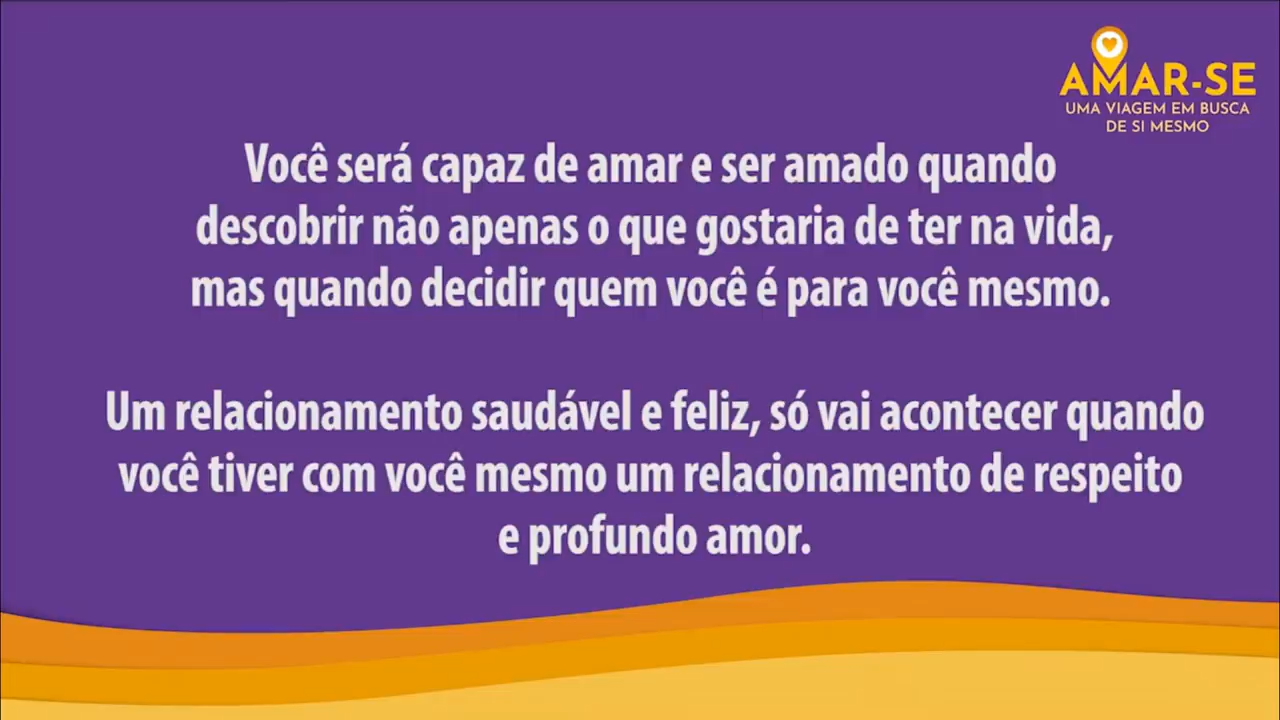 AMAR-SE
UMA VIAGEM EM BUSCA
DE SI MESMO
Você será capaz de amar e ser amado quando
descobrir não apenas o que gostaria de ter na vida,
mas quando decidir quem você é para você mesmo.
Um relacionamento saudável e feliz, só vai acontecer quando
você tiver com você mesmo um relacionamento de respeito
e profundo amor.